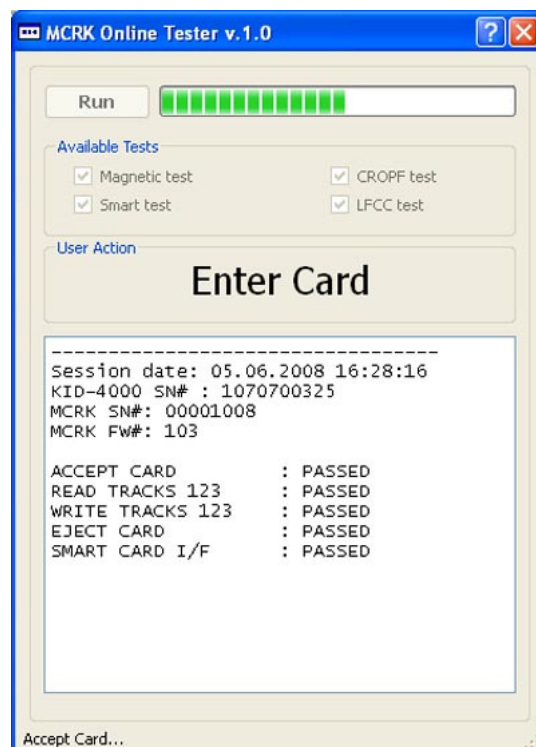 MCRK Online Tester v.1.0
Run
Available Tests
Magnetic test
CROPF test
Smart test
LFCC test
User Action
Enter Card
----------------------------------
Session date: 05.06.2008 16:28:16
KID-4000 SN# : 1070700325
MCRK SN#: 00001008
MCRK FW#: 103
ACCEPT CARD : PASSED
READ TRACKS 123 : PASSED
WRITE TRACKS 123 : PASSED
EJECT CARD : PASSED
SMART CARD I/F : PASSED
Accept Card...